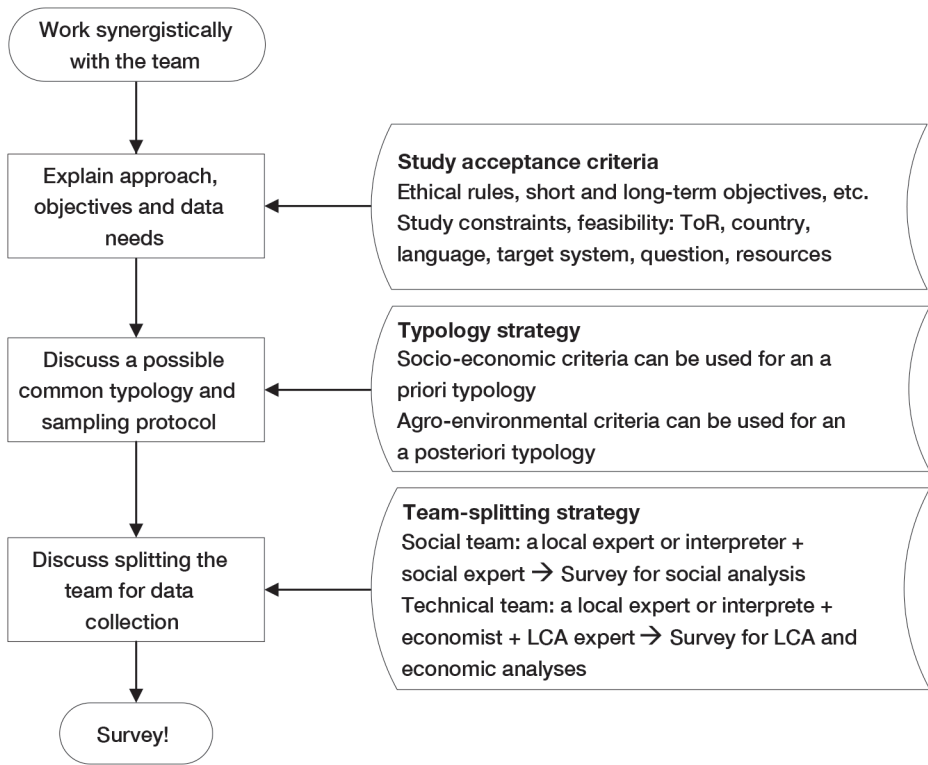 Work synergistically
with the team
Explain approach,
objectives and data
needs
Study acceptance criteria
Ethical rules, short and long-term objectives, etc.
Study constraints, feasibility: ToR, country,
language, target system, question, resources
Discuss a possible
common typology and
sampling protocol
Typology strategy
Socio-economic criteria can be used for an a
priori typology
Agro-environmental criteria can be used for an
a posteriori typology
Discuss splitting the
team for data
collection
Team-splitting strategy
Social team: a local expert or interpreter +
social expert → Survey for social analysis
Technical team: a local expert or interprete +
economist + LCA expert → Survey for LCA and
economic analyses
Survey!